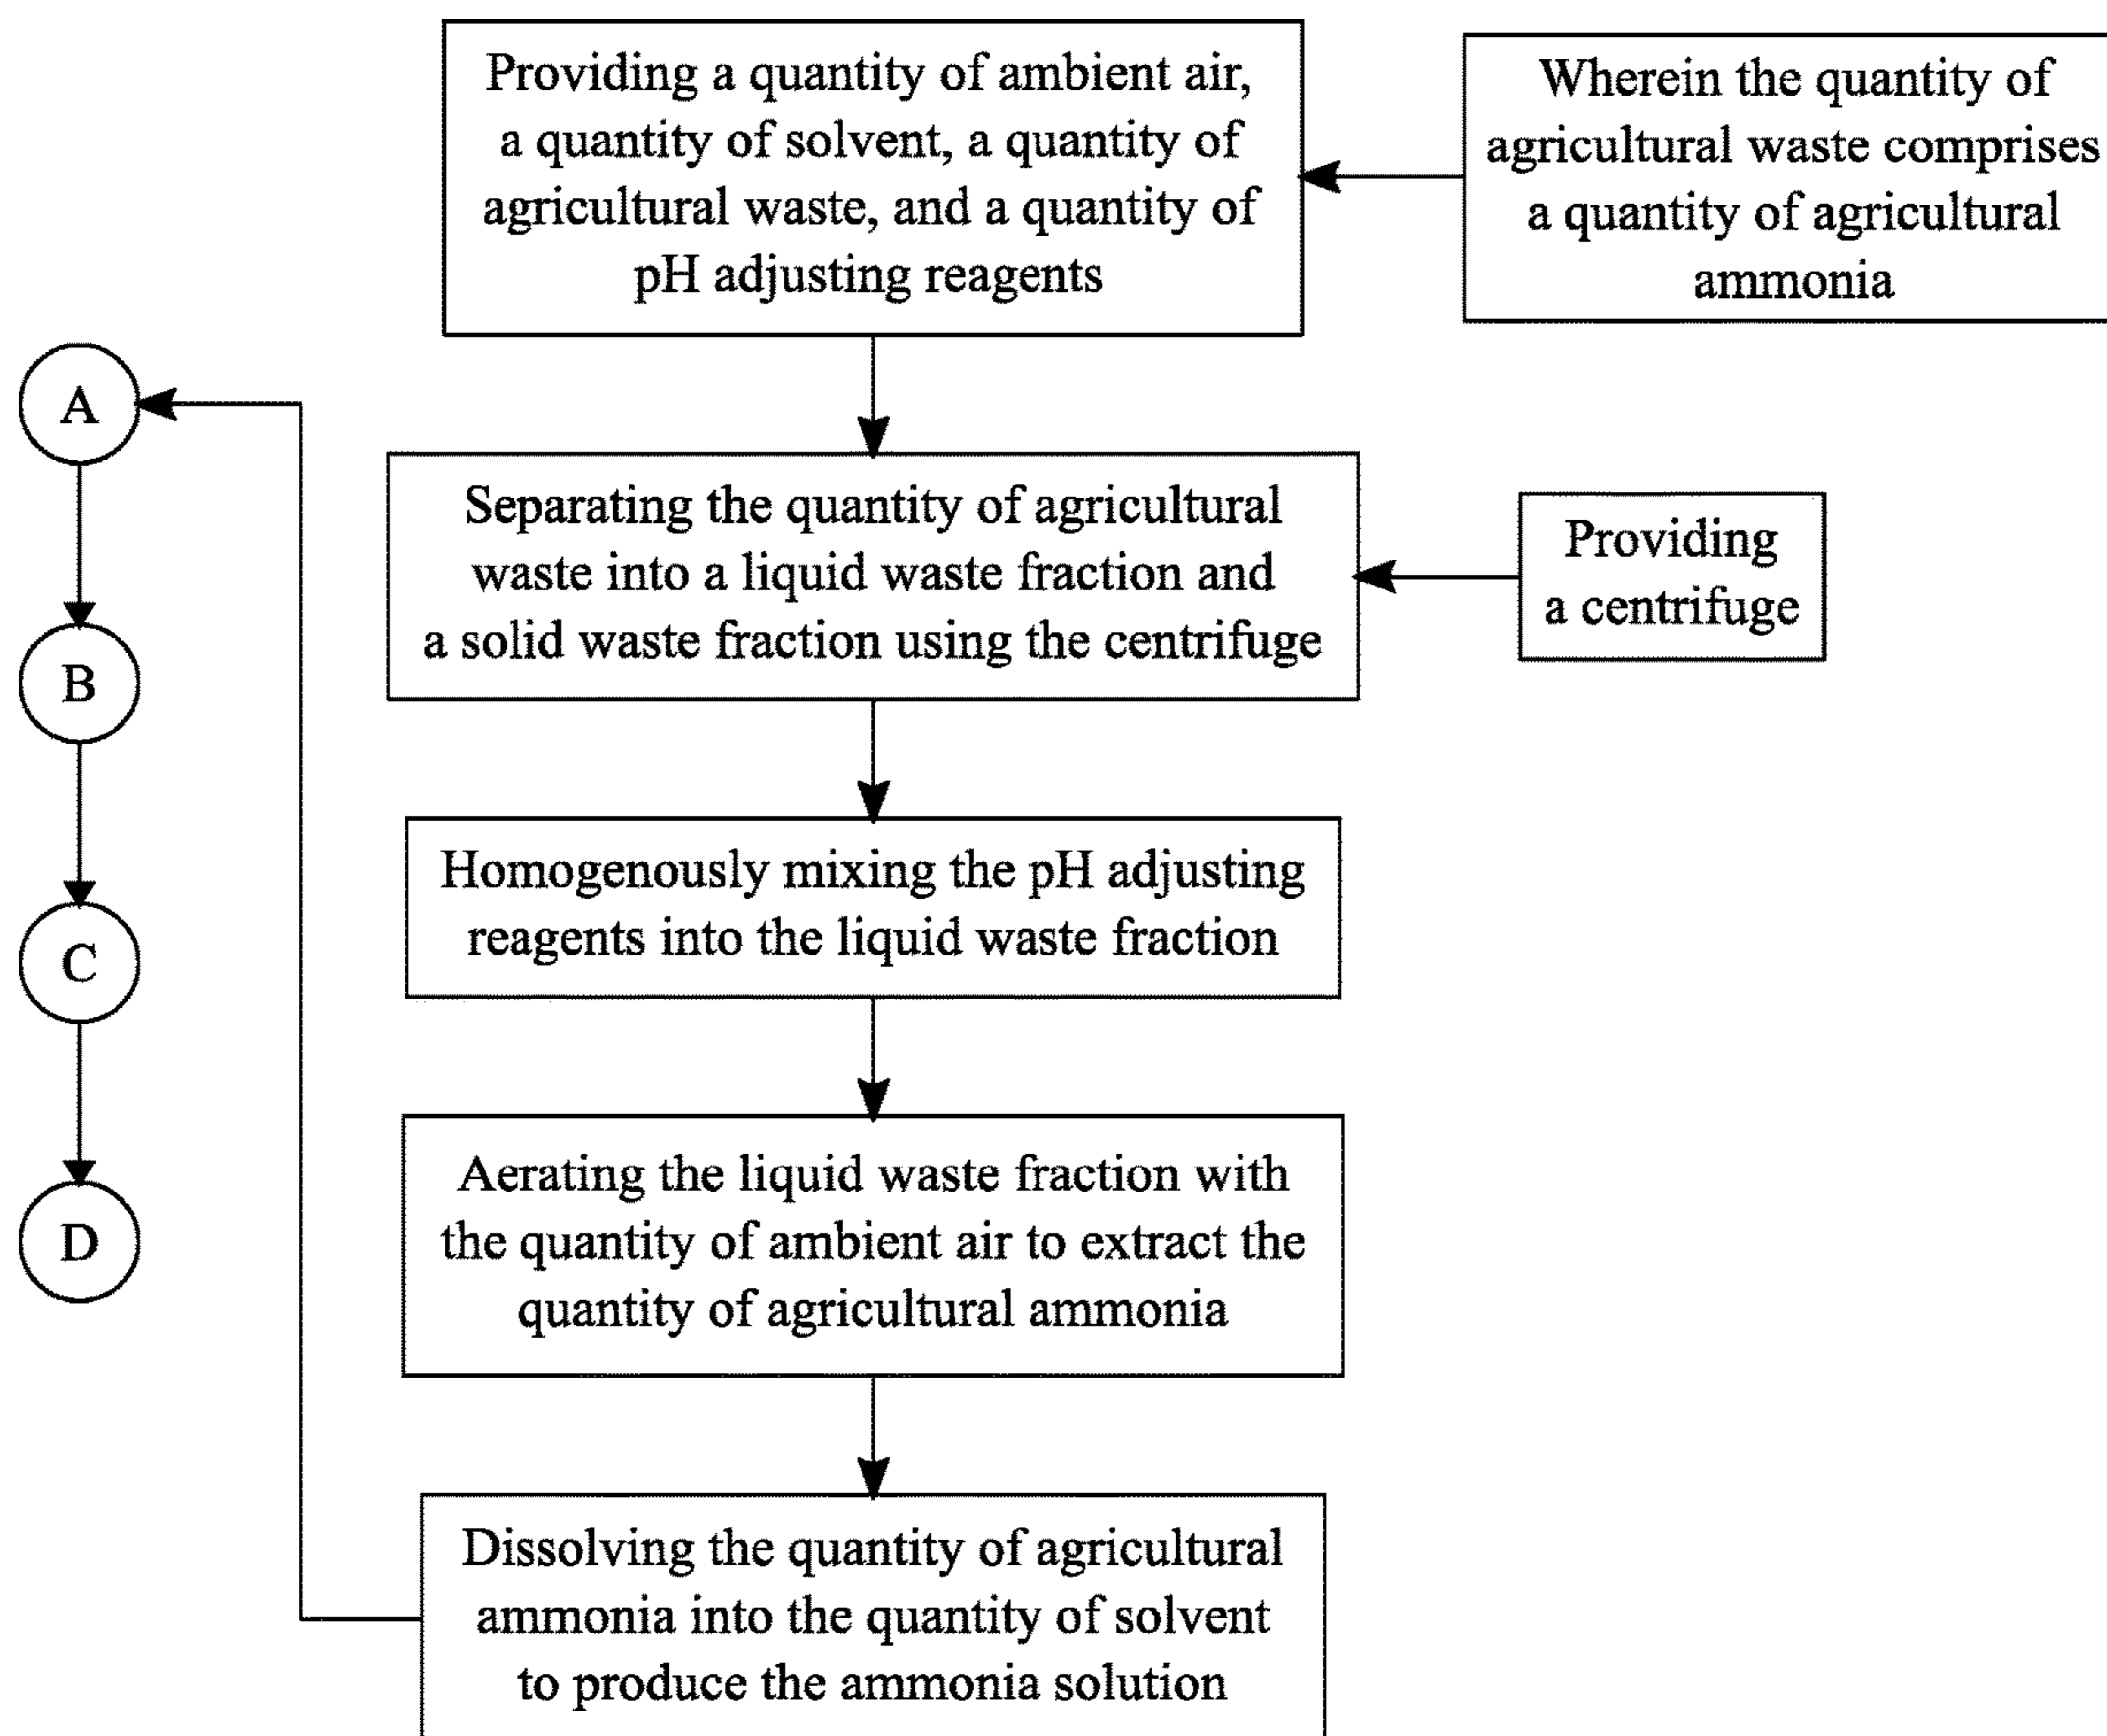 Providing a quantity of ambient air,
a quantity of solvent, a quantity of
agricultural waste, and a quantity of
pH adjusting reagents
Wherein the quantity of
agricultural waste comprises
a quantity of agricultural
ammonia
A
B
C
D
Separating the quantity of agricultural
waste into a liquid waste fraction and
a solid waste fraction using the centrifuge
Providing
a centrifuge
Homogenously mixing the pH adjusting
reagents into the liquid waste fraction
Aerating the liquid waste fraction with
the quantity of ambient air to extract the
quantity of agricultural ammonia
Dissolving the quantity of agricultural
ammonia into the quantity of solvent
to produce the ammonia solution